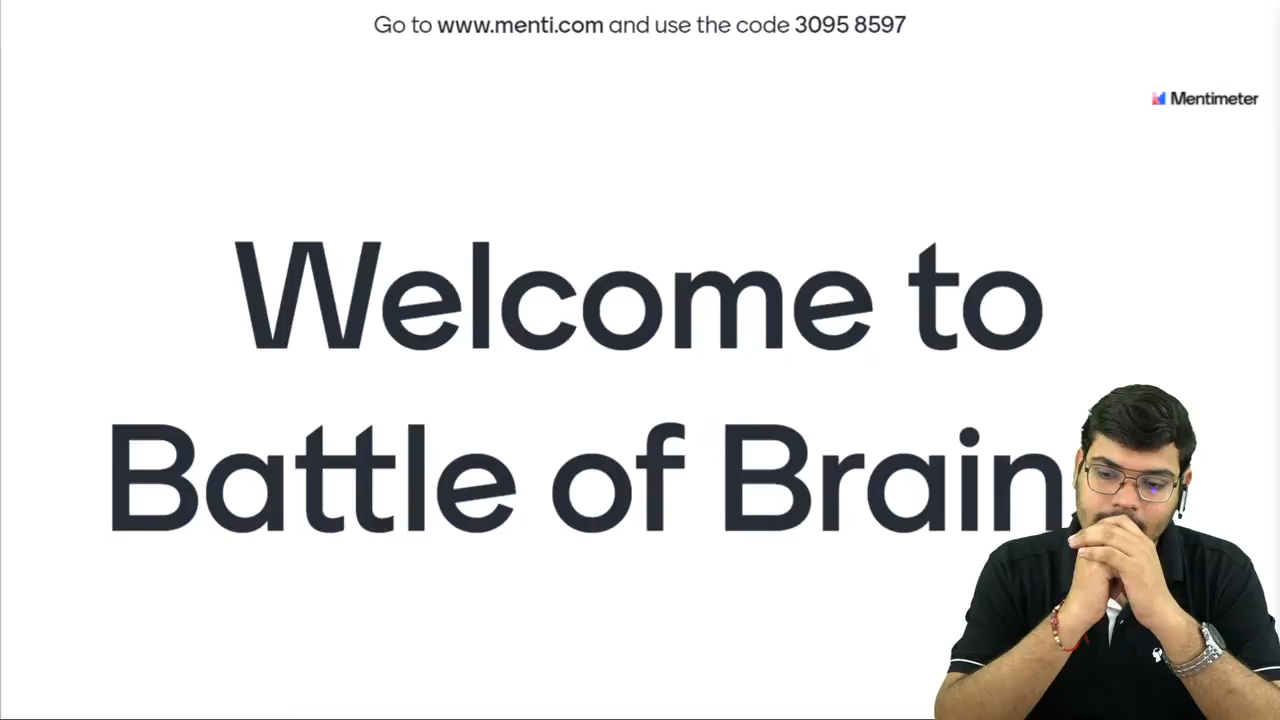 Go to www.menti.com and use the code 3095 8597
Mentimeter
Welcome to
Battle of Brain